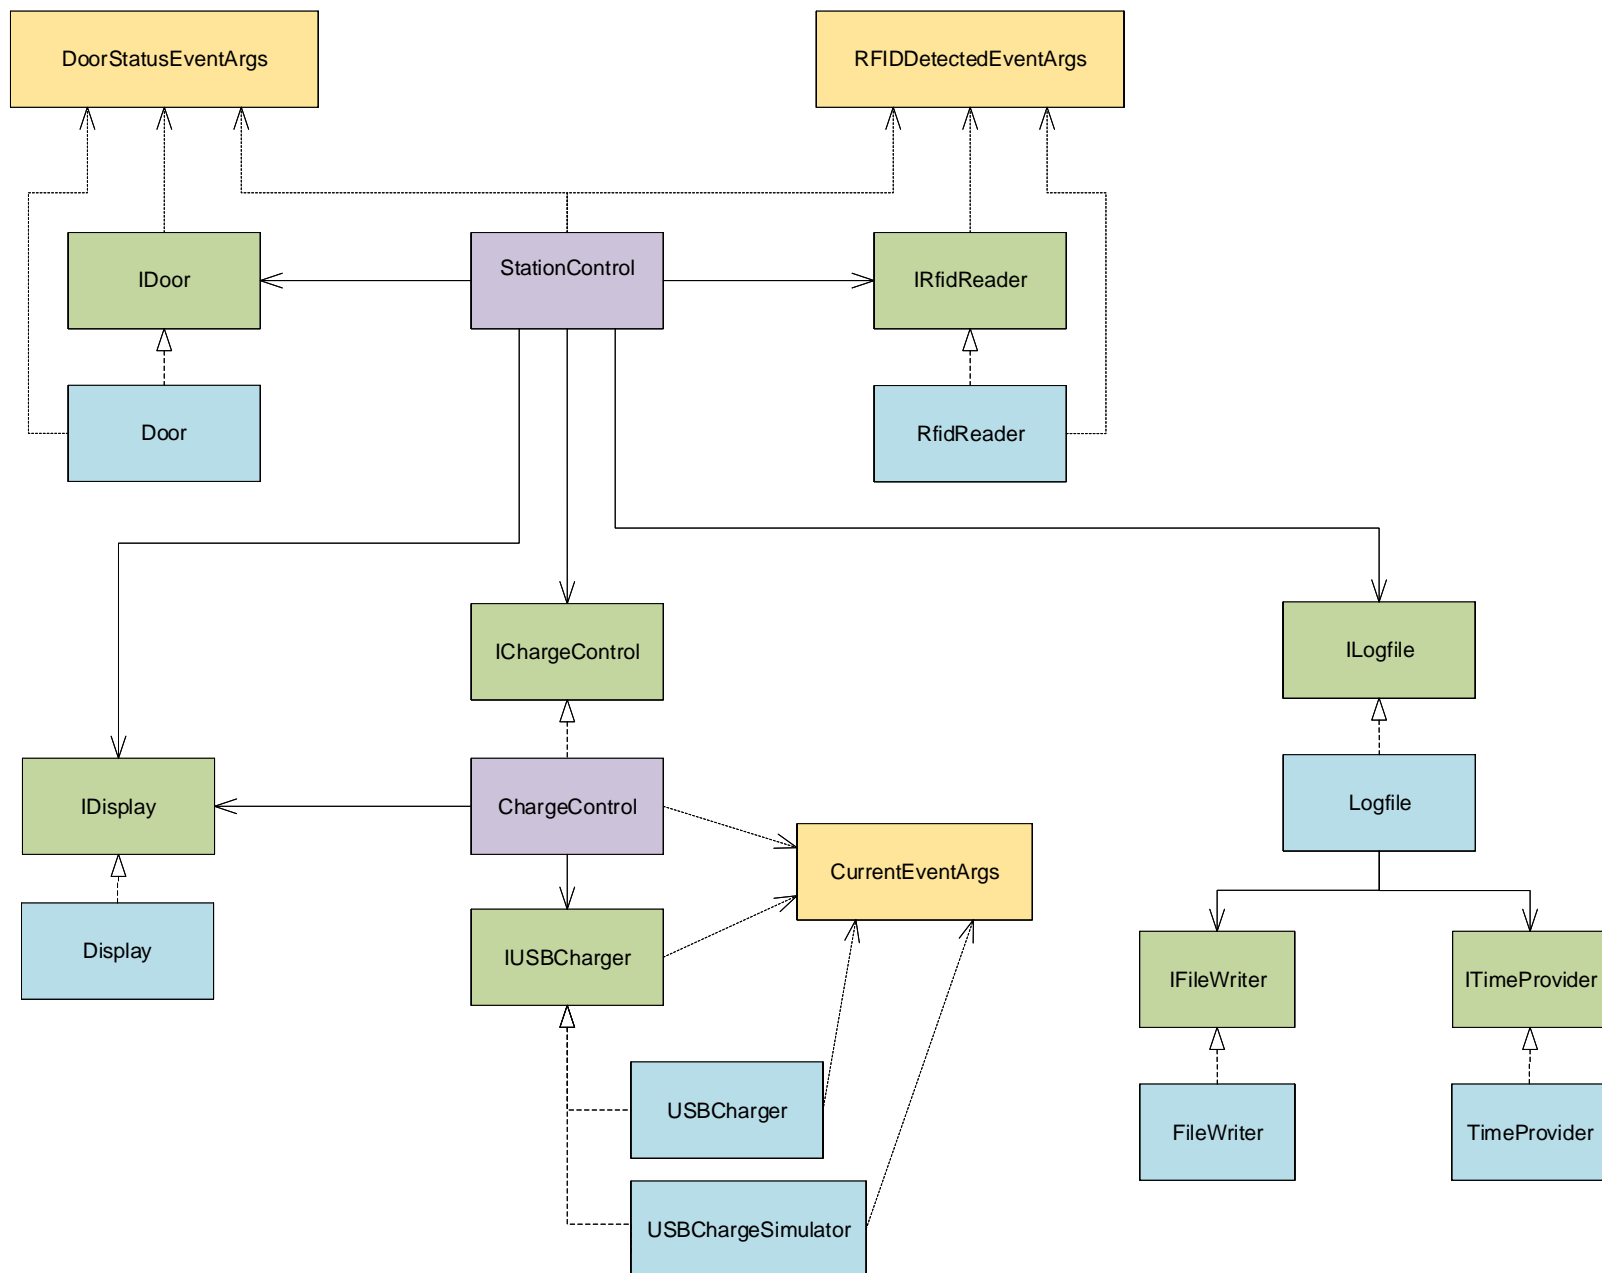 DoorStatusEventArgs
RFIDDetectedEventArgs
IDoor
StationControl
IRfidReader
Door
RfidReader
IChargeControl
ILogfile
IDisplay
ChargeControl
Logfile
CurrentEventArgs
Display
IUSBCharger
IFileWriter
ITimeProvider
USBCharger
FileWriter
TimeProvider
USBChargeSimulator